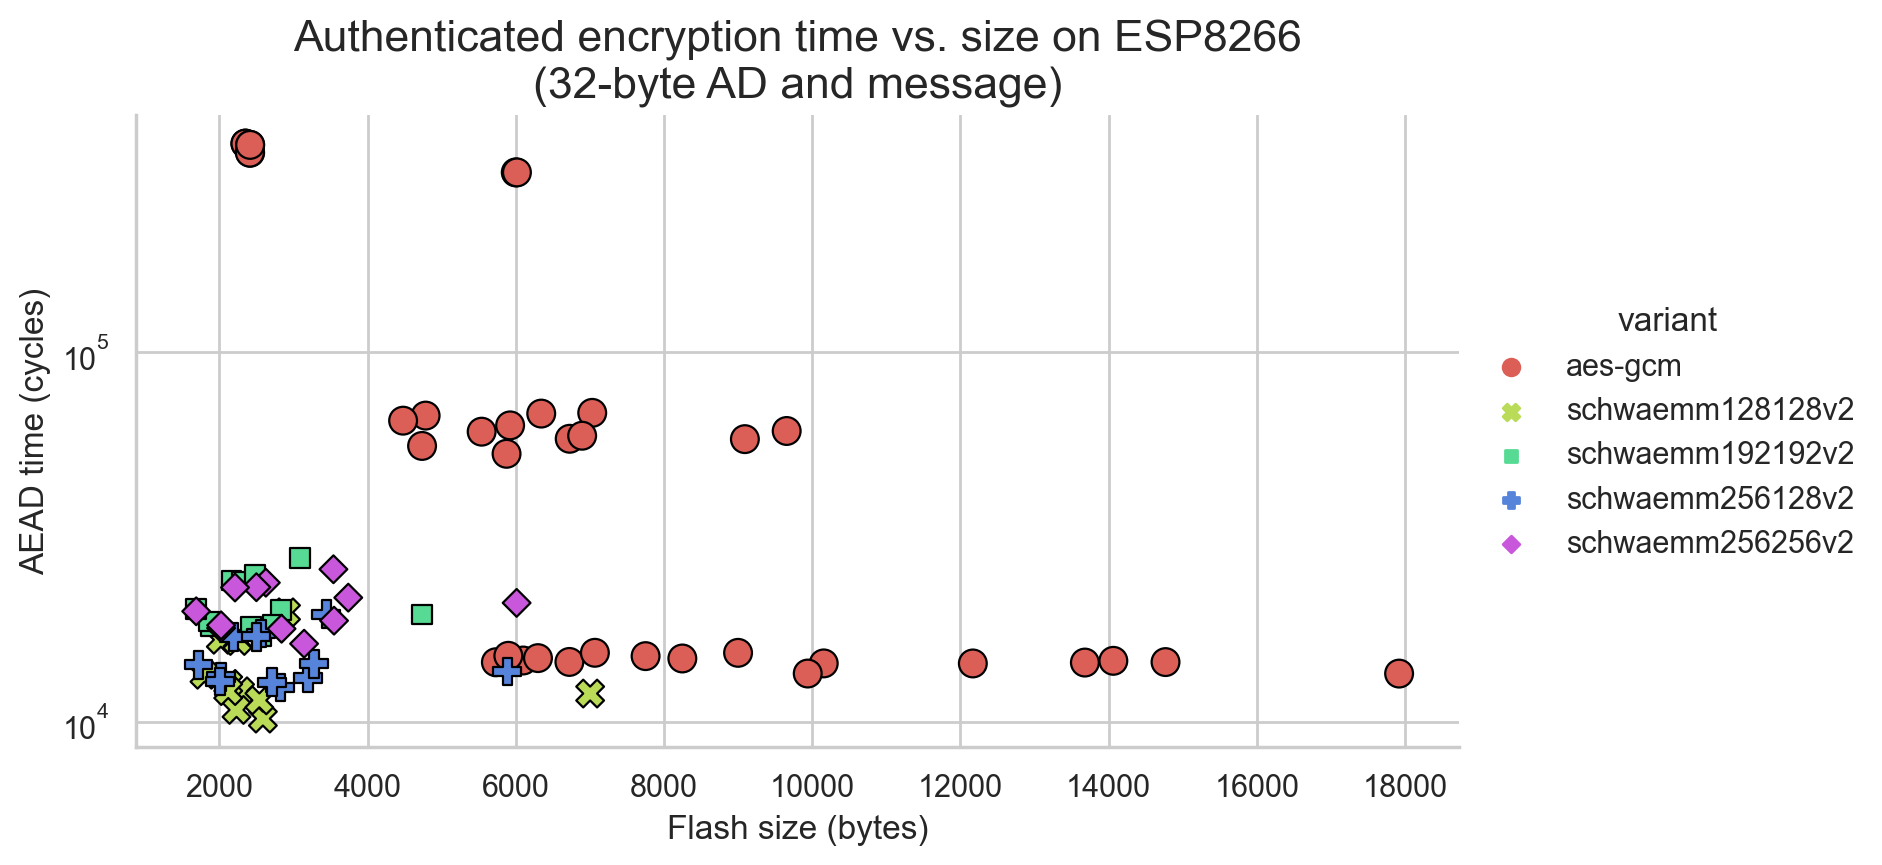 Authenticated encryption time vs. size on ESP8266
(32-byte AD and message)
AEAD time (cycles)
10^5
10^4
2000 4000 6000 8000 10000 12000 14000 16000 18000
Flash size (bytes)
variant
aes-gcm
schwaemm128128v2
schwaemm192192v2
schwaemm256128v2
schwaemm256256v2